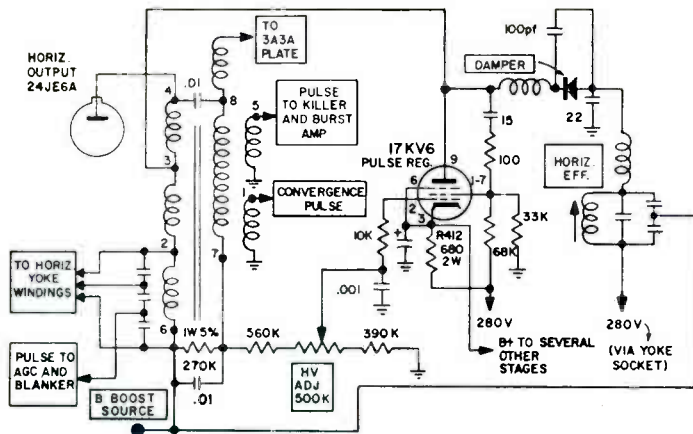 HORIZ.
OUTPUT
24JE6A
TO
3A3A
PLATE
100pf
DAMPER
4
.01
8
5
PULSE
TO KILLER
AND BURST
AMP
15
22
17KV6
PULSE REG.
9
100
HORIZ.
EFF.
3
1
CONVERGENCE
PULSE
6
1-7
2
3
33K
10K
R412
680
2W
68K
2
7
TO HORIZ
YOKE
WINDINGS
.001
280V
280V
6
1W 5%
270K
560K
390K
B+ TO SEVERAL
OTHER
STAGES
(VIA YOKE
SOCKET)
PULSE TO
AGC AND
BLANKER
.01
HV
ADJ
500K
B BOOST
SOURCE